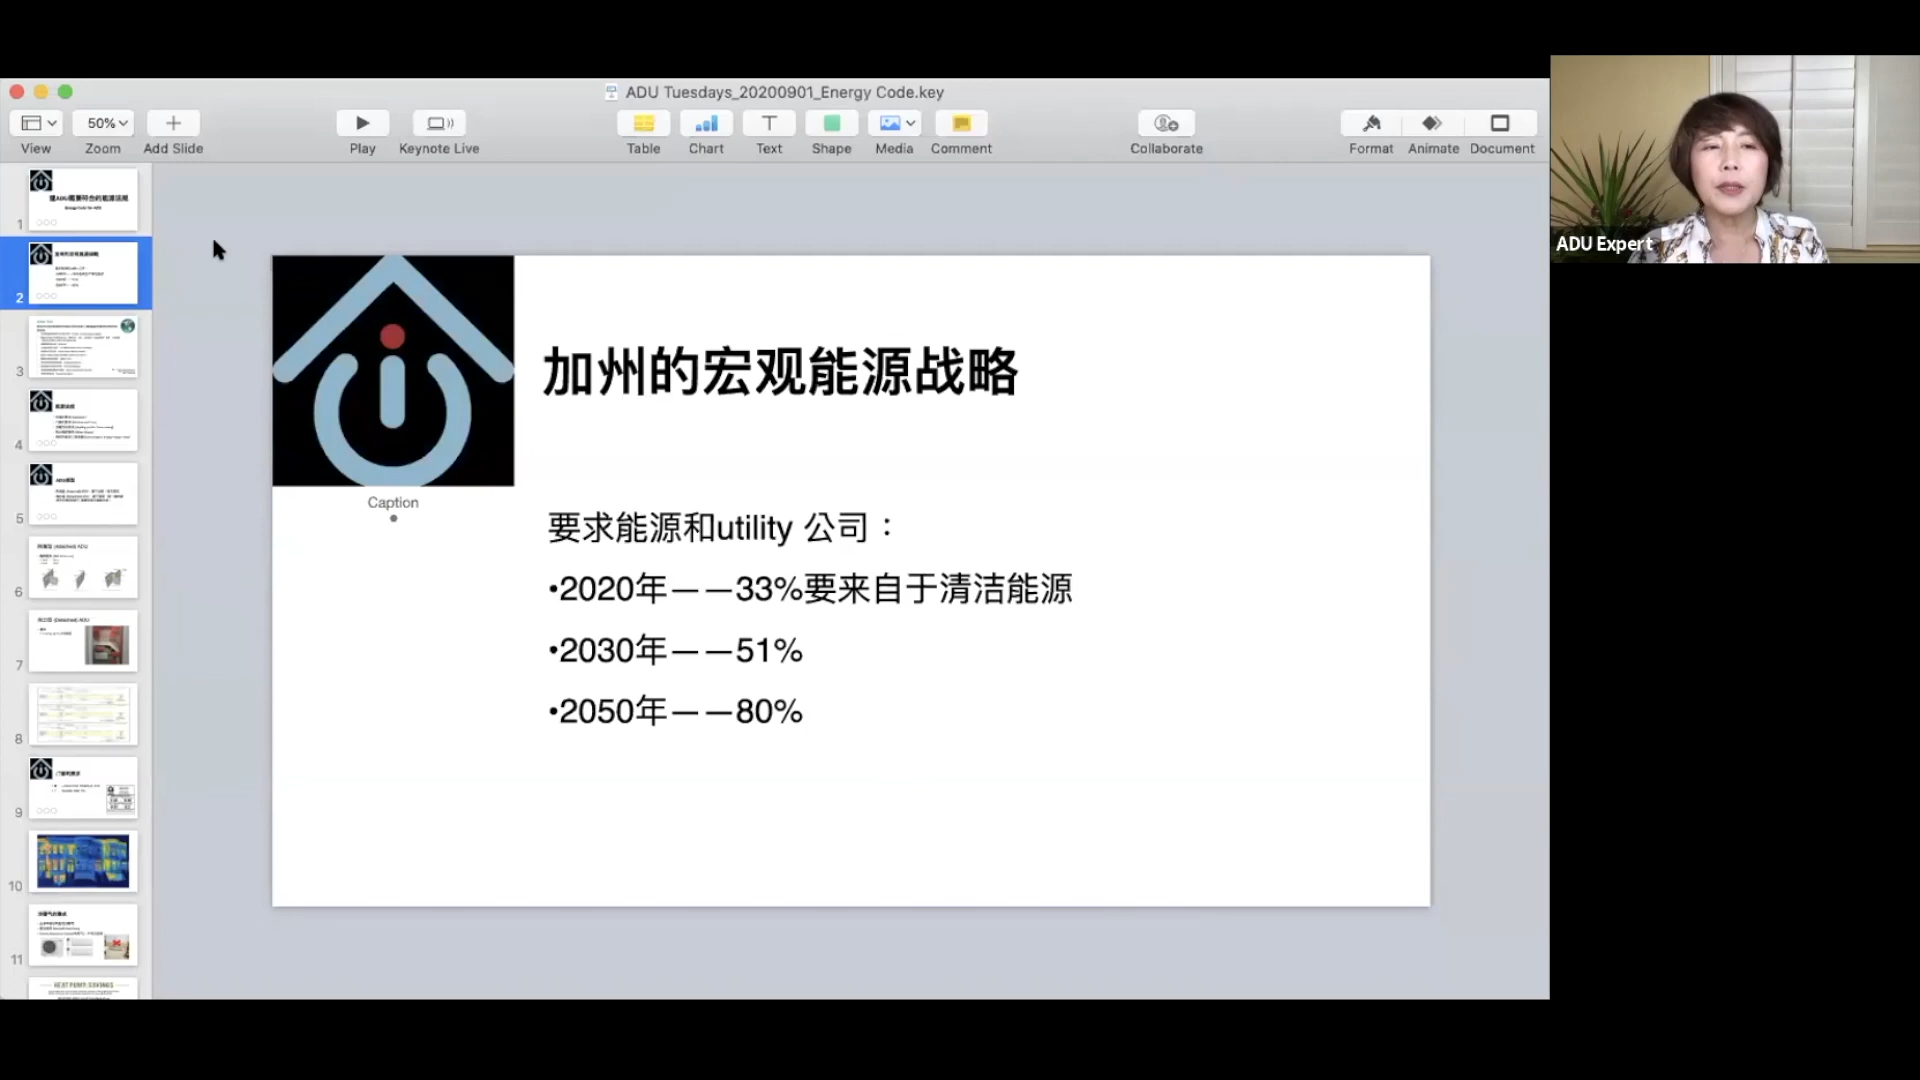 ADU Tuesdays_20200901_Energy Code.key
50%
View
Zoom
Add Slide
Play
Keynote Live
Table
Chart
Text
Shape
Media
Comment
Collaborate
Format
Animate
Document
1
2
3
4
5
6
7
8
9
10
11
加州的宏观能源战略
Caption
要求能源和utility 公司：
•2020年——33%要来自于清洁能源
•2030年——51%
•2050年——80%
HEAT PUMP SAVINGS
ADU Expert